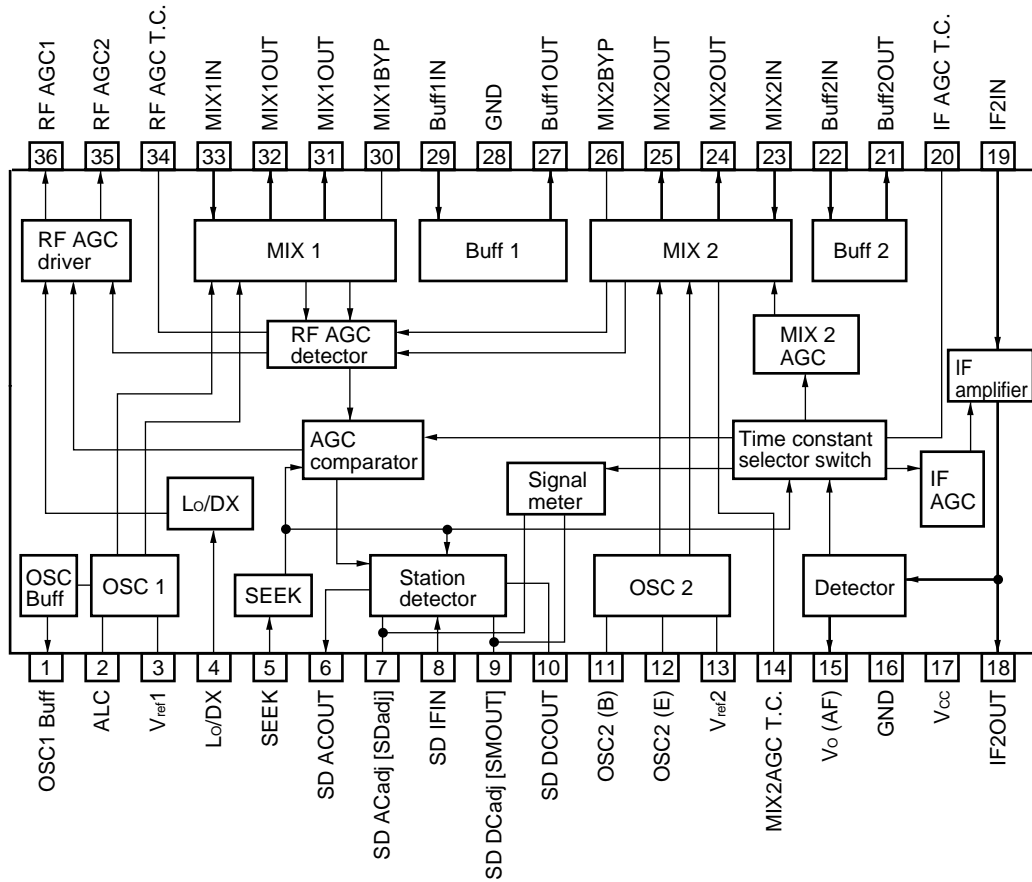 RF AGC1
RF AGC2
RF AGC T.C.
MIX1IN
MIX1OUT
MIX1OUT
MIX1BYP
Buff1IN
GND
Buff1OUT
MIX2BYP
MIX2OUT
MIX2OUT
MIX2IN
Buff2IN
Buff2OUT
IF AGC T.C.
IF2IN
36
35
34
33
32
31
30
29
28
27
26
25
24
23
22
21
20
19
RF AGC
driver
MIX 1
Buff 1
MIX 2
Buff 2
RF AGC
detector
MIX 2
AGC
IF
amplifier
AGC
comparator
Time constant
selector switch
Signal
meter
IF
AGC
LO/DX
OSC
Buff
OSC 1
SEEK
Station
detector
OSC 2
Detector
1
2
3
4
5
6
7
8
9
10
11
12
13
14
15
16
17
18
OSC1 Buff
ALC
Vref1
LO/DX
SEEK
SD ACOUT
SD ACadj [SDadj]
SD IFIN
SD DCadj [SMOUT]
SD DCOUT
OSC2 (B)
OSC2 (E)
Vref2
MIX2AGC T.C.
VO (AF)
GND
VCC
IF2OUT